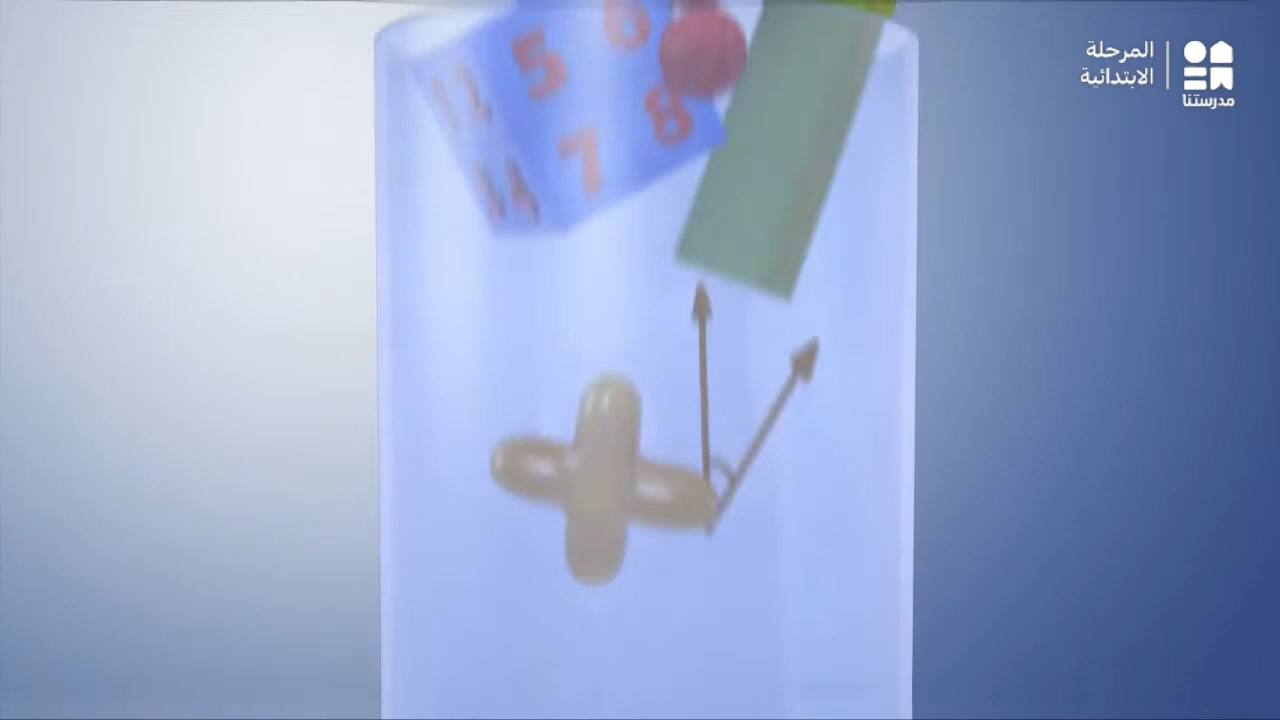 المرحلة
الابتدائية
مدرستنا
5 6
7 8